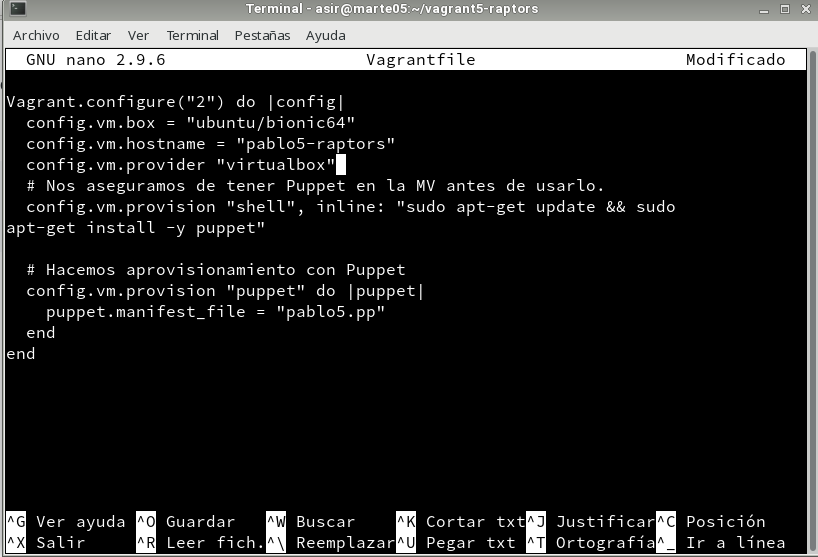 Terminal - asir@marte05:~/vagrant5-raptors
Archivo Editar Ver Terminal Pestañas Ayuda
GNU nano 2.9.6 Vagrantfile Modificado
Vagrant.configure("2") do |config|
  config.vm.box = "ubuntu/bionic64"
  config.vm.hostname = "pablo5-raptors"
  config.vm.provider "virtualbox"
  # Nos aseguramos de tener Puppet en la MV antes de usarlo.
  config.vm.provision "shell", inline: "sudo apt-get update && sudo
apt-get install -y puppet"
  # Hacemos aprovisionamiento con Puppet
  config.vm.provision "puppet" do |puppet|
    puppet.manifest_file = "pablo5.pp"
  end
end
^G Ver ayuda ^O Guardar ^W Buscar ^K Cortar txt ^J Justificar ^C Posición
^X Salir ^R Leer fich. ^\ Reemplazar ^U Pegar txt ^T Ortografía ^_ Ir a línea